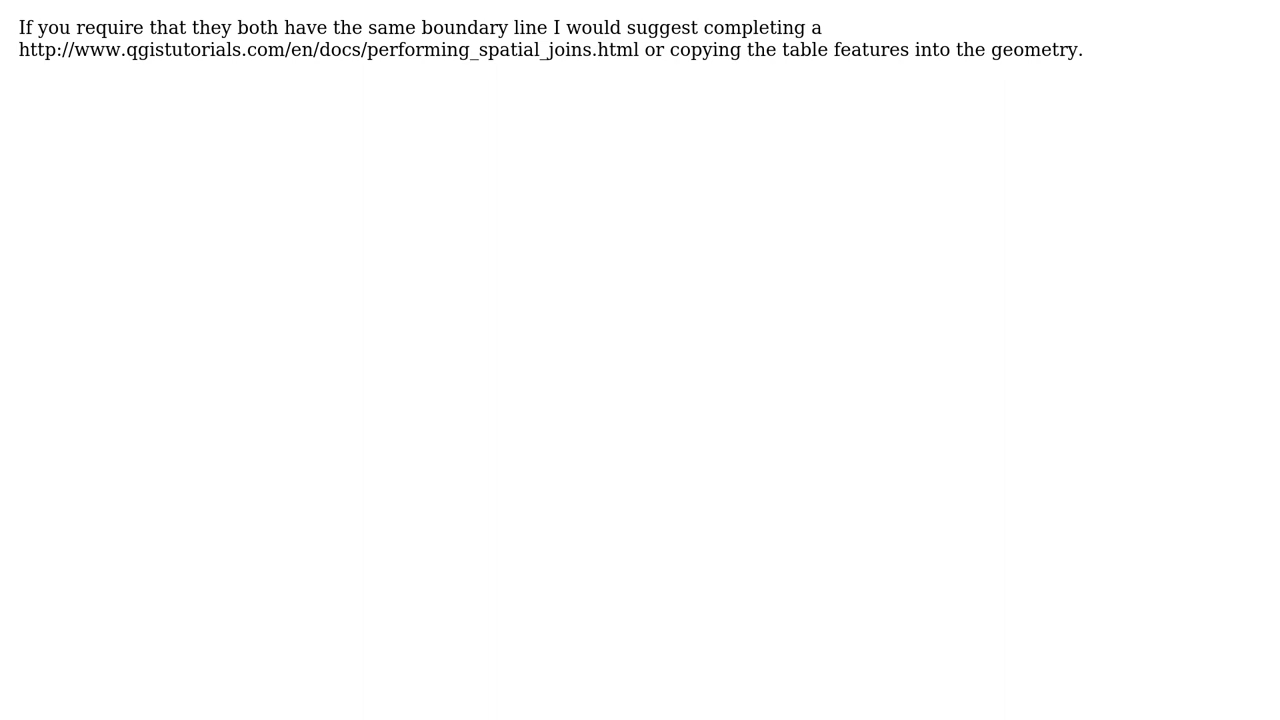 If you require that they both have the same boundary line I would suggest completing a
http://www.qgistutorials.com/en/docs/performing_spatial_joins.html or copying the table features into the geometry.